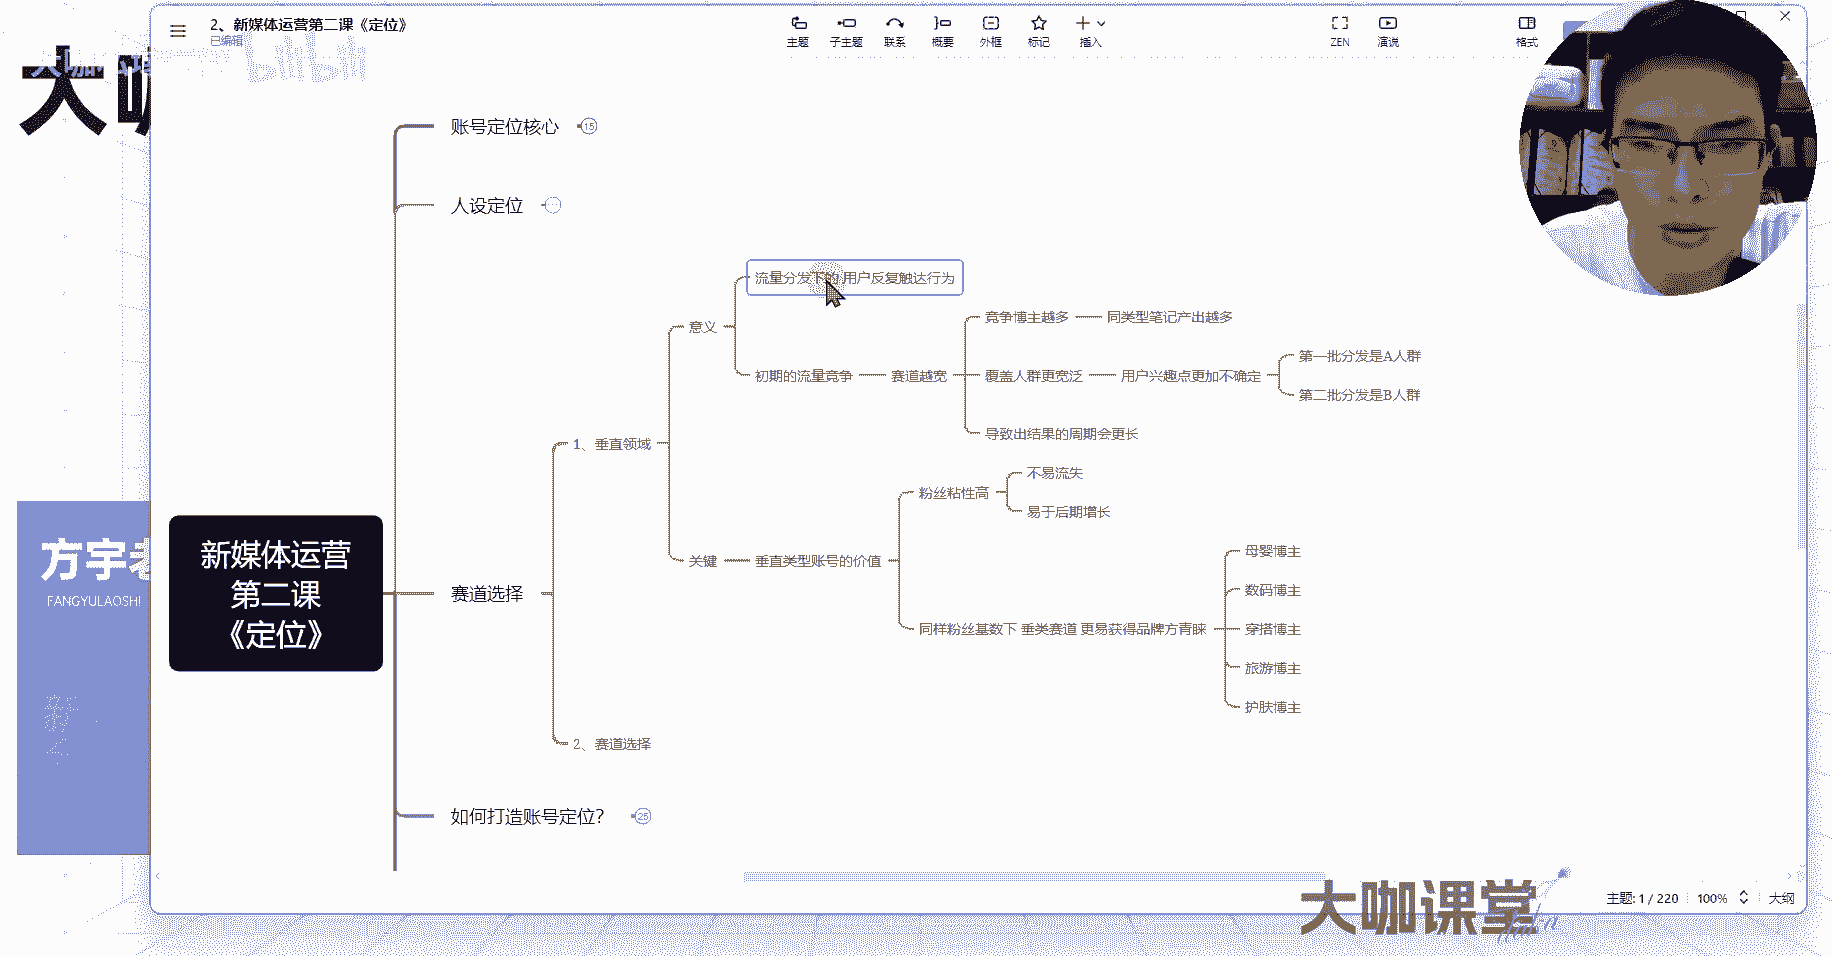 2、新媒体运营第二课《定位》
已编辑
主题
子主题
联系
概要
外框
标记
插入
ZEN
演说
格式
bilibili
大咖
账号定位核心
15
人设定位
流量分发下的 用户反复触达行为
意义
竞争博主越多
同类型笔记产出越多
初期的流量竞争
赛道越宽
覆盖人群更宽泛
用户兴趣点更加不确定
第一批分发是A人群
第二批分发是B人群
导致出结果的周期会更长
1、垂直领域
不易流失
粉丝粘性高
易于后期增长
关键
垂直类型账号的价值
母婴博主
数码博主
同样粉丝基数下 垂类赛道 更易获得品牌方青睐
穿搭博主
旅游博主
护肤博主
新媒体运营
第二课
《定位》
赛道选择
2、赛道选择
如何打造账号定位？
25
方宇老
FANGYULAOSHI
大咖课堂
主题: 1 / 220
100%
大纲